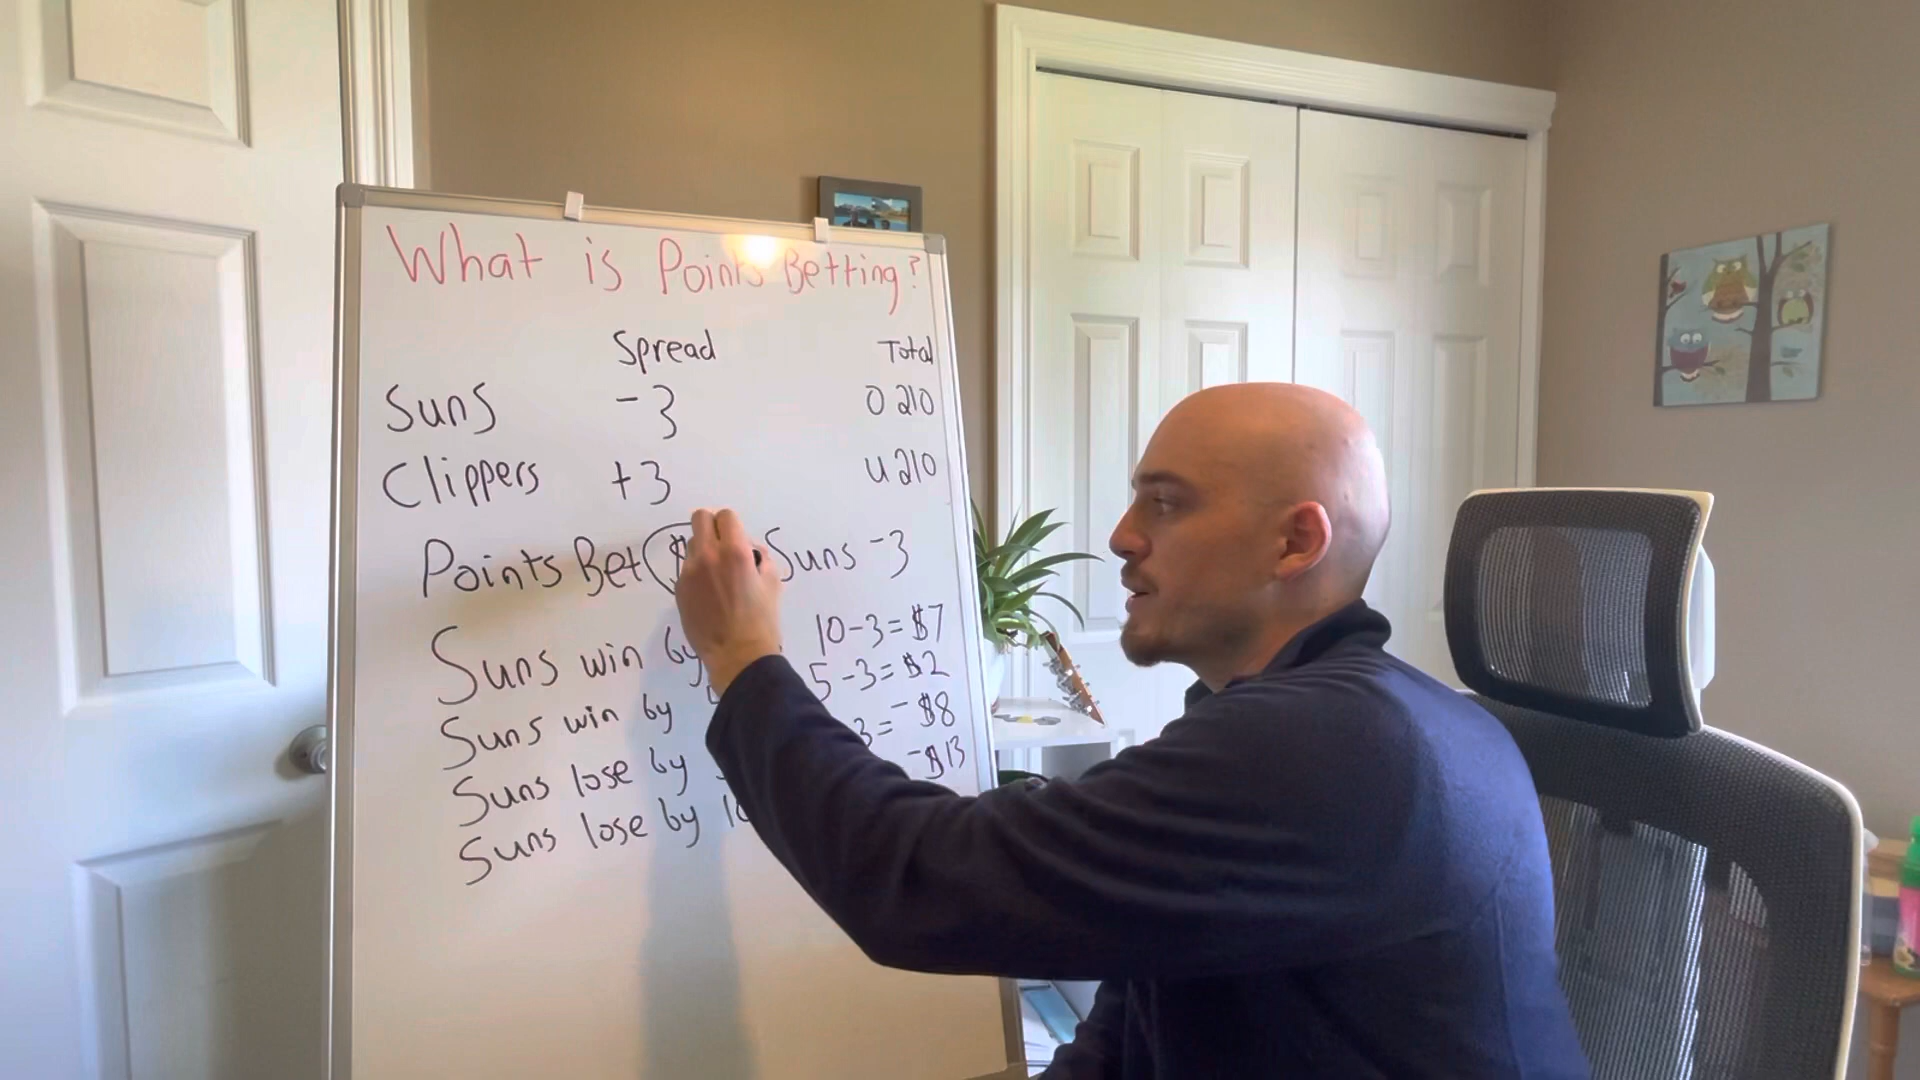 What is Points Betting?
Spread Total
Suns -3 O 210
Clippers +3 U 210
Points Bet $ Suns -3
Suns win by 10-3=$7
Suns win by 5-3=$2
Suns lose by 3= -$8
Suns lose by 10 -$13